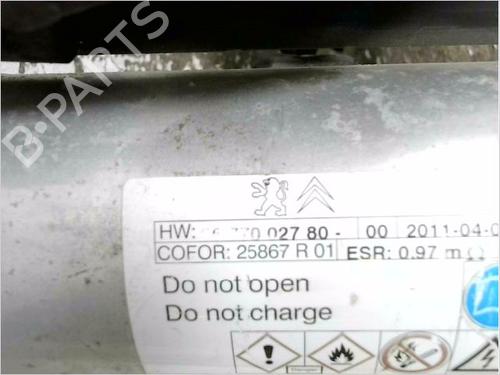 B-PARTS
HW: 027 80- 00 2011-04-0
COFOR: 25867 R 01 ESR: 0.97 mΩ
Do not open
Do not charge
Danger